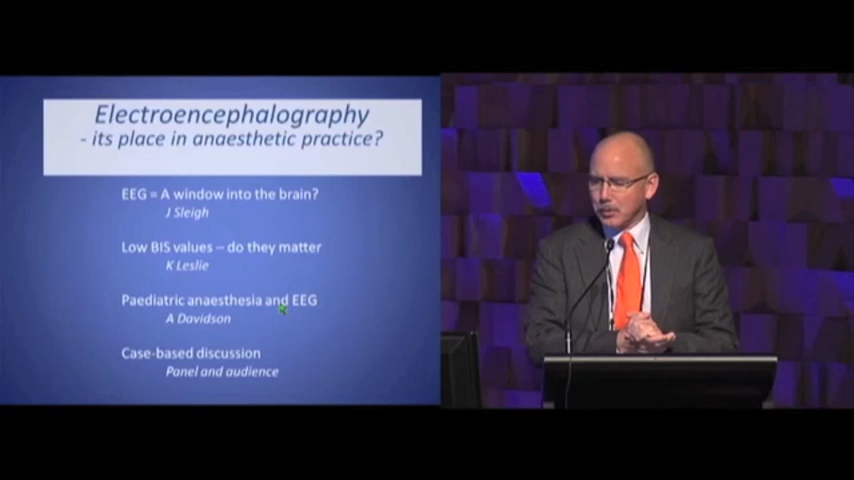 Electroencephalography
- its place in anaesthetic practice?
EEG = A window into the brain?
J Sleigh
Low BIS values – do they matter
K Leslie
Paediatric anaesthesia and EEG
A Davidson
Case-based discussion
Panel and audience